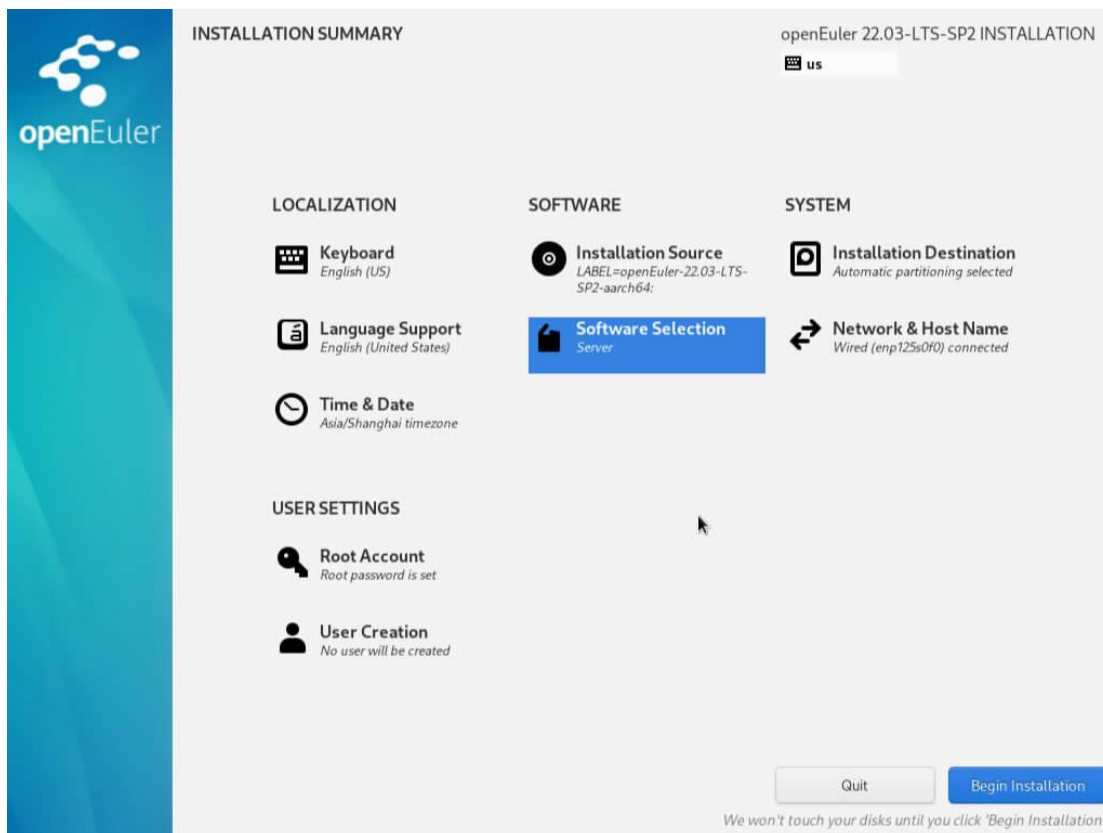 openEuler
INSTALLATION SUMMARY
openEuler 22.03-LTS-SP2 INSTALLATION
us
LOCALIZATION
Keyboard
English (US)
Language Support
English (United States)
Time & Date
Asia/Shanghai timezone
SOFTWARE
Installation Source
LABEL=openEuler-22.03-LTS-
SP2-aarch64:
Software Selection
Server
SYSTEM
Installation Destination
Automatic partitioning selected
Network & Host Name
Wired (enp125s0f0) connected
USER SETTINGS
Root Account
Root password is set
User Creation
No user will be created
Quit
Begin Installation
We won't touch your disks until you click 'Begin Installation